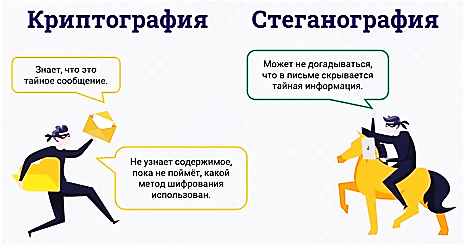 Криптография
Стеганография
Знает, что это
тайное сообщение.
Может не догадываться,
что в письме скрывается
тайная информация.
Не узнает содержимое,
пока не поймёт, какой
метод шифрования
использован.